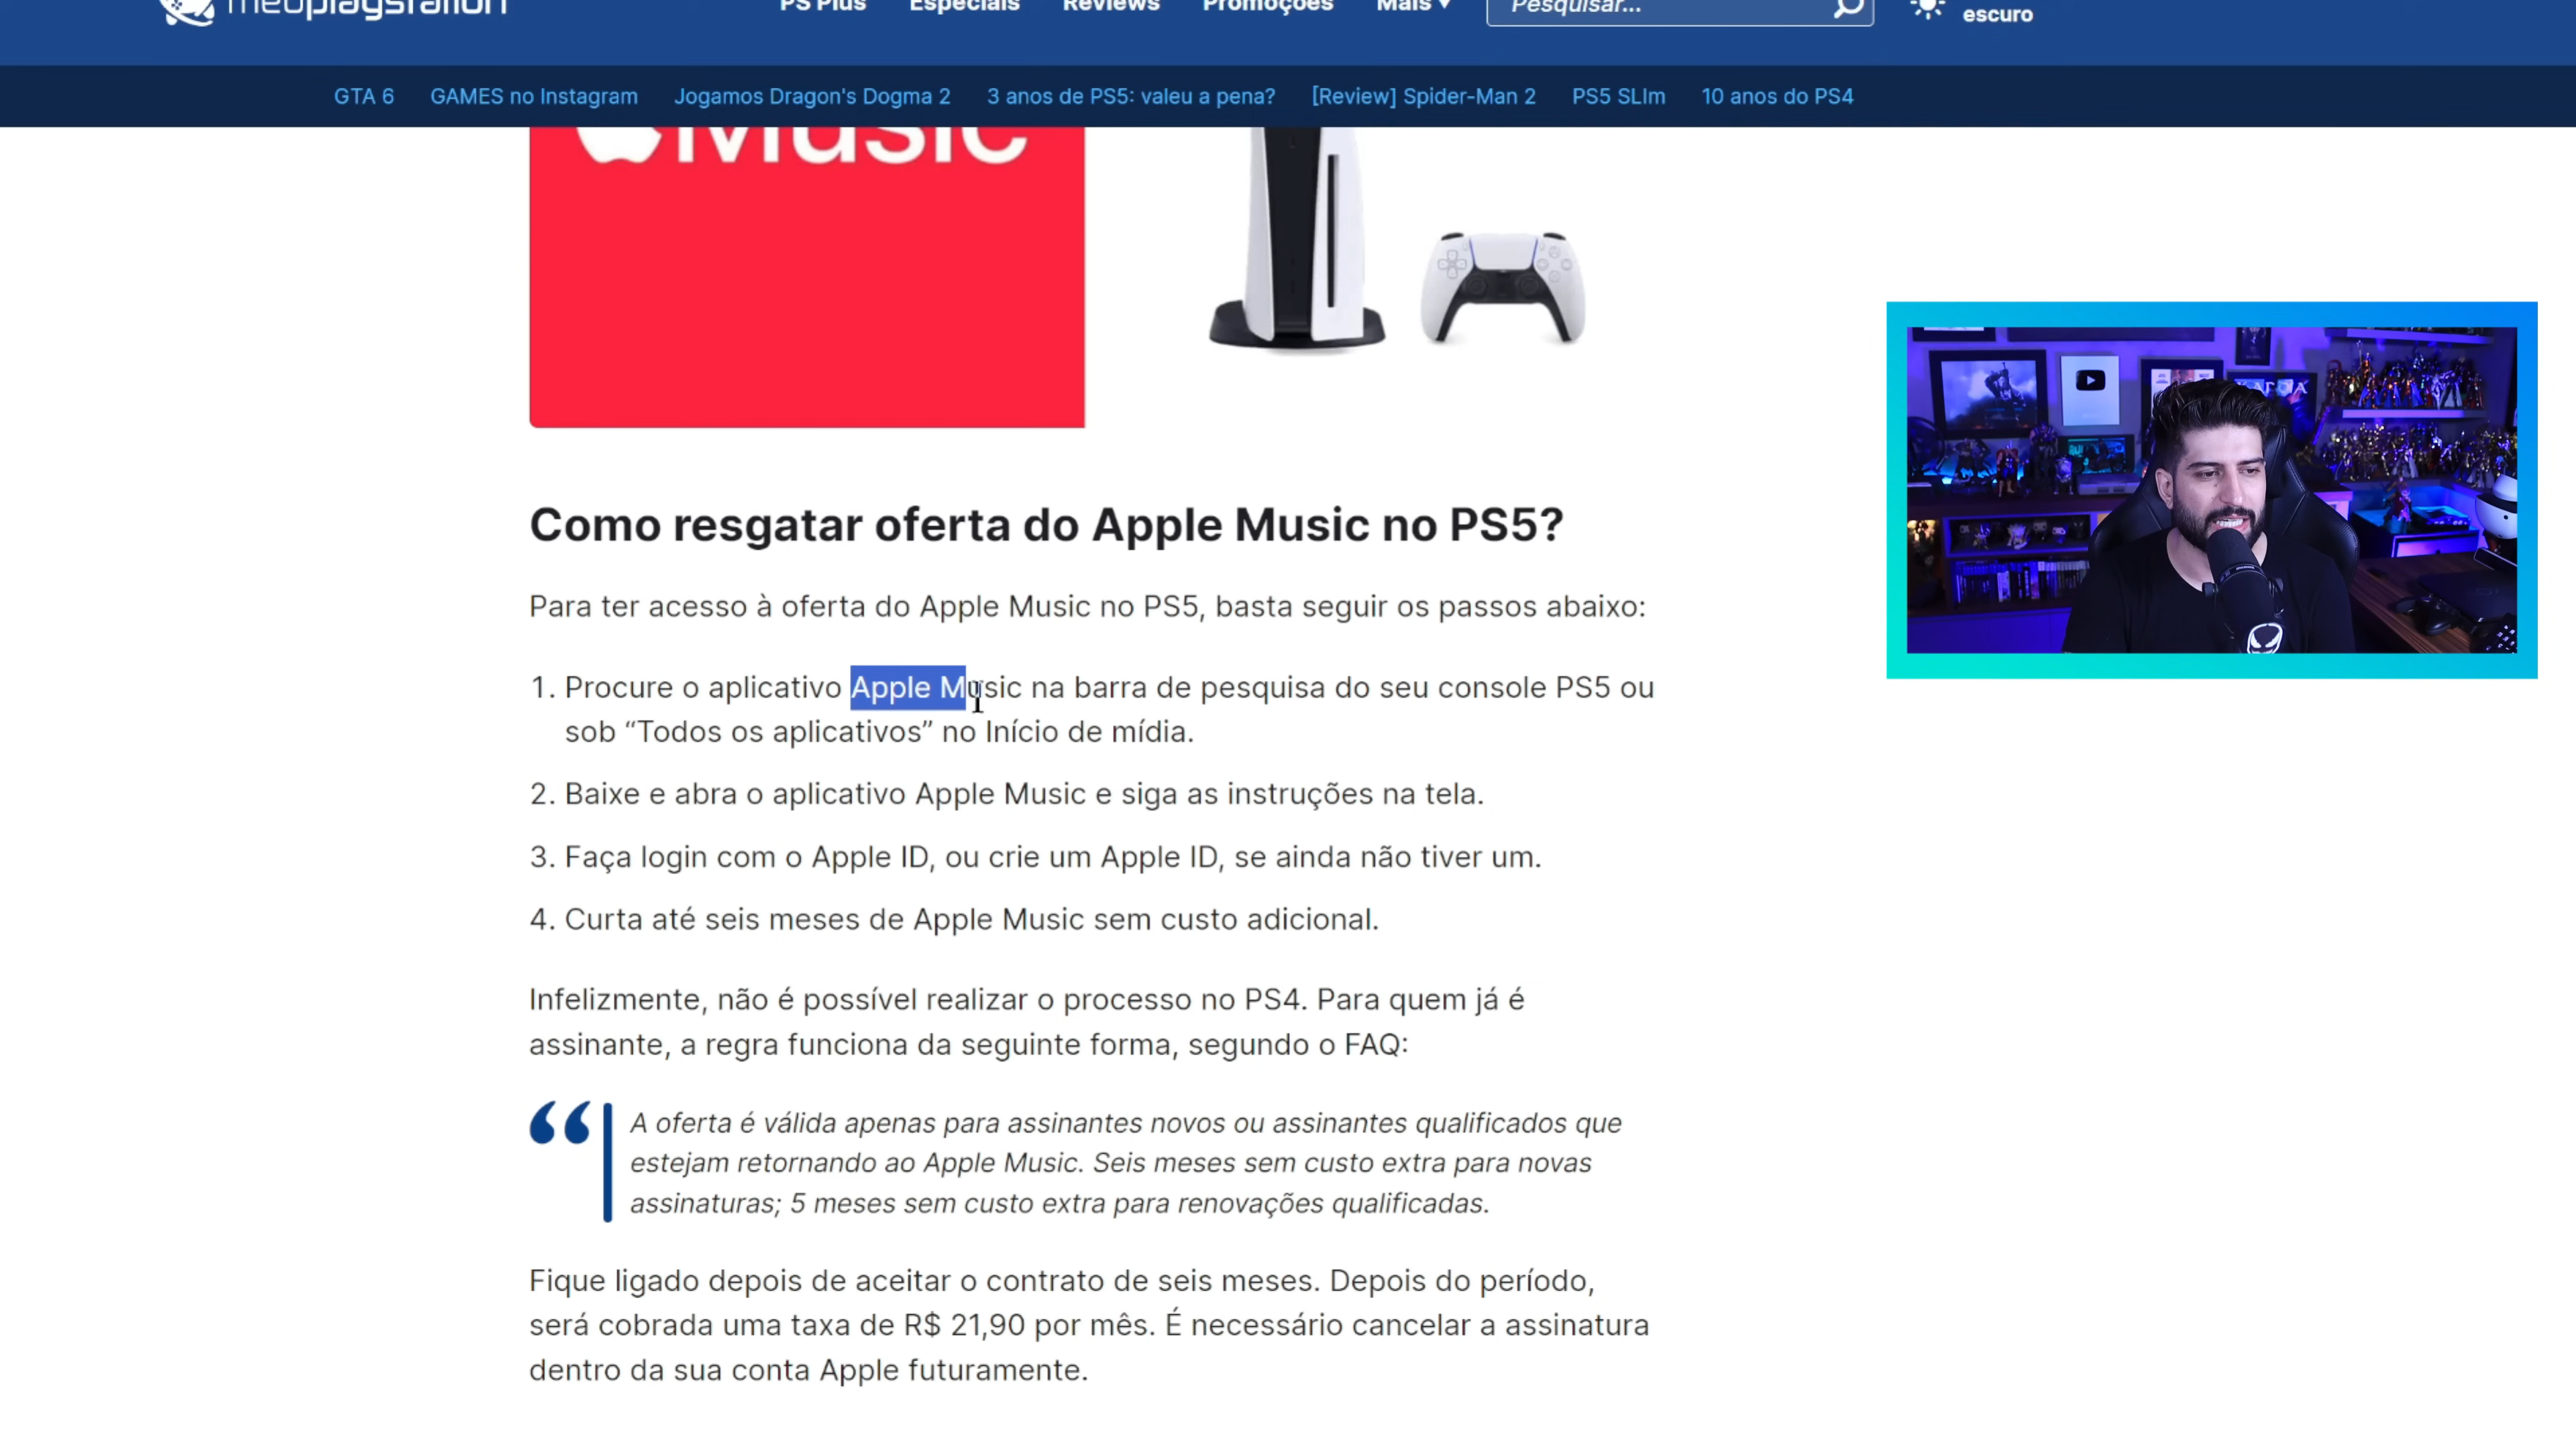 meuplaystation PS Plus Especiais Reviews Promoções Mais ▾ Pesquisar... escuro
GTA 6 GAMES no Instagram Jogamos Dragon's Dogma 2 3 anos de PS5: valeu a pena? [Review] Spider-Man 2 PS5 SLIm 10 anos do PS4
Music
Como resgatar oferta do Apple Music no PS5?
Para ter acesso à oferta do Apple Music no PS5, basta seguir os passos abaixo:
1. Procure o aplicativo Apple Music na barra de pesquisa do seu console PS5 ou
sob “Todos os aplicativos” no Início de mídia.
2. Baixe e abra o aplicativo Apple Music e siga as instruções na tela.
3. Faça login com o Apple ID, ou crie um Apple ID, se ainda não tiver um.
4. Curta até seis meses de Apple Music sem custo adicional.
Infelizmente, não é possível realizar o processo no PS4. Para quem já é
assinante, a regra funciona da seguinte forma, segundo o FAQ:
A oferta é válida apenas para assinantes novos ou assinantes qualificados que
estejam retornando ao Apple Music. Seis meses sem custo extra para novas
assinaturas; 5 meses sem custo extra para renovações qualificadas.
Fique ligado depois de aceitar o contrato de seis meses. Depois do período,
será cobrada uma taxa de R$ 21,90 por mês. É necessário cancelar a assinatura
dentro da sua conta Apple futuramente.